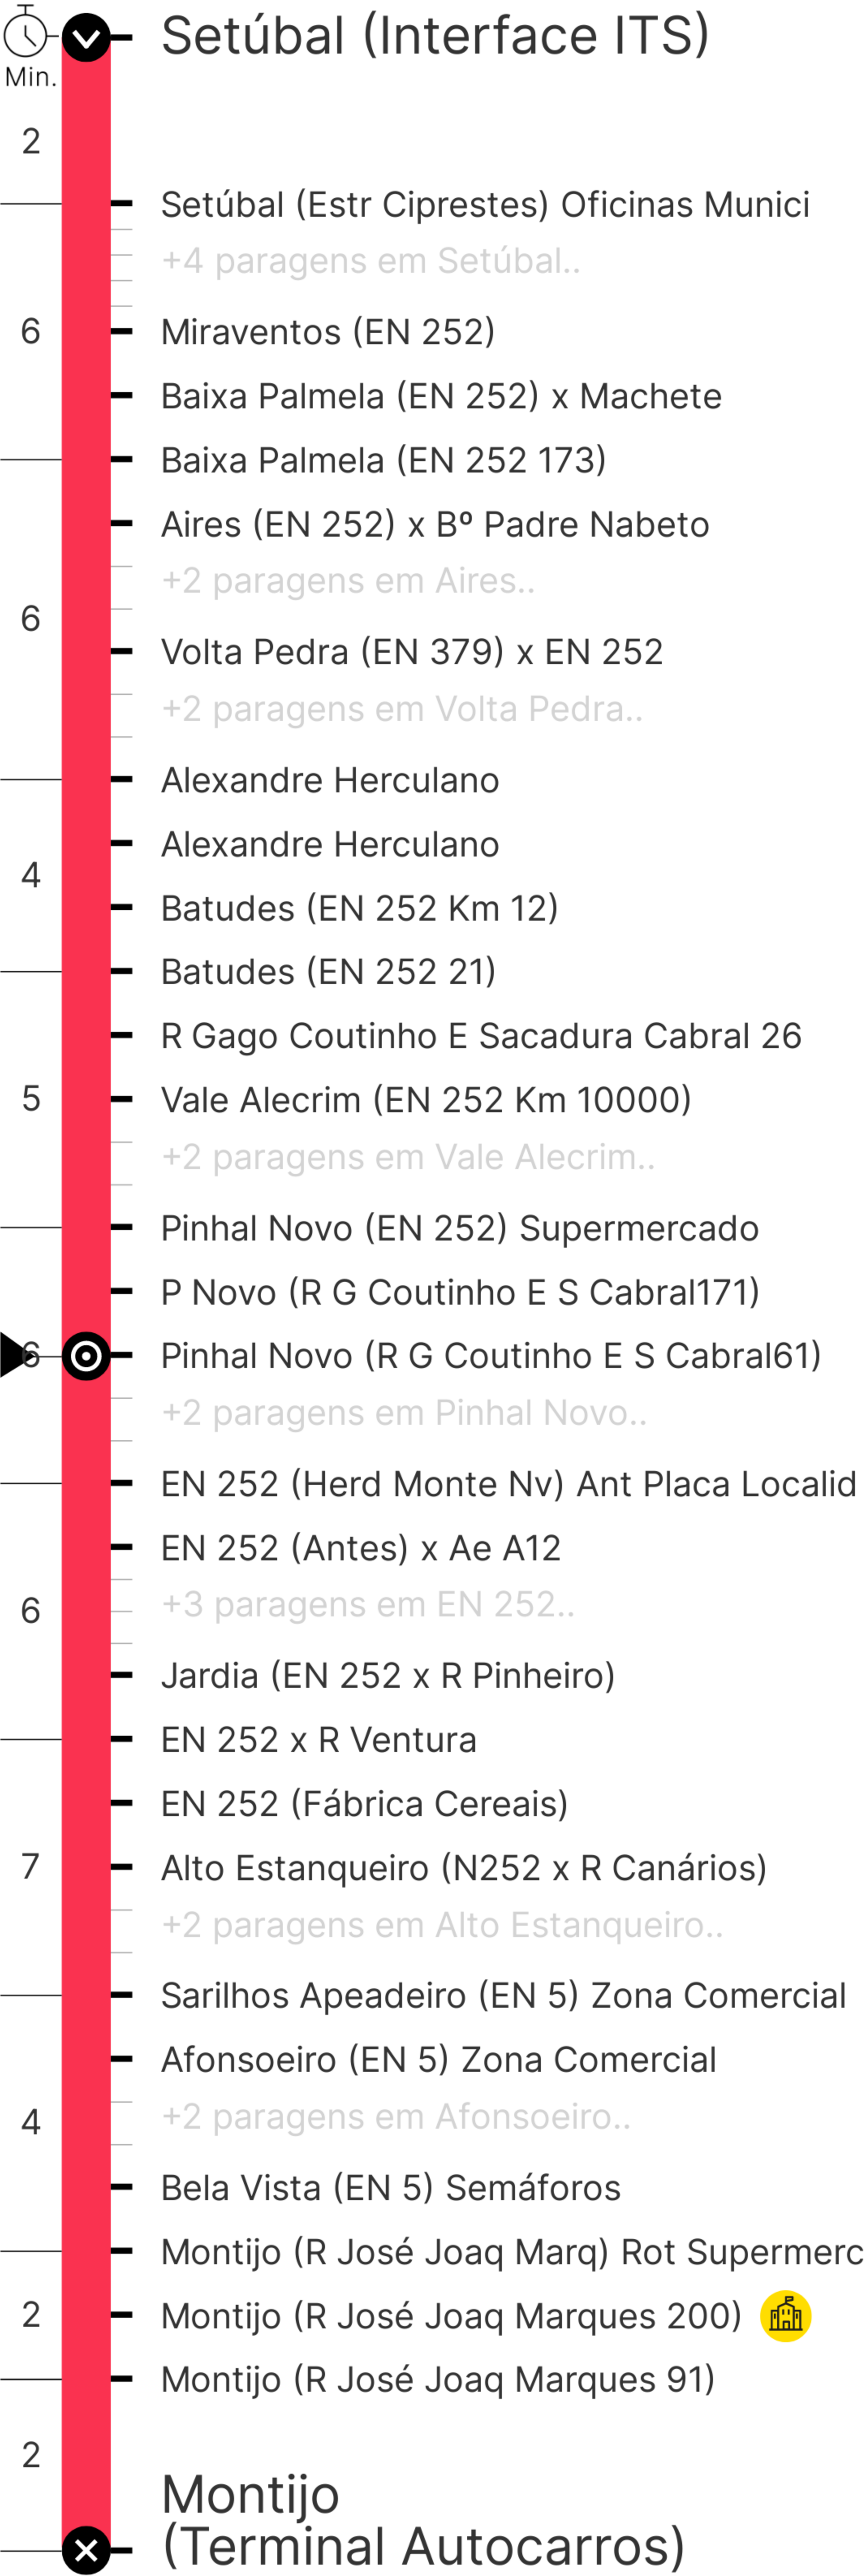 Setúbal (Interface ITS)
Min.
2
Setúbal (Estr Ciprestes) Oficinas Munici
+4 paragens em Setúbal..
6
Miraventos (EN 252)
Baixa Palmela (EN 252) x Machete
Baixa Palmela (EN 252 173)
Aires (EN 252) x Bº Padre Nabeto
+2 paragens em Aires..
6
Volta Pedra (EN 379) x EN 252
+2 paragens em Volta Pedra..
Alexandre Herculano
Alexandre Herculano
4
Batudes (EN 252 Km 12)
Batudes (EN 252 21)
R Gago Coutinho E Sacadura Cabral 26
5
Vale Alecrim (EN 252 Km 10000)
+2 paragens em Vale Alecrim..
Pinhal Novo (EN 252) Supermercado
P Novo (R G Coutinho E S Cabral171)
6
Pinhal Novo (R G Coutinho E S Cabral61)
+2 paragens em Pinhal Novo..
EN 252 (Herd Monte Nv) Ant Placa Localid
EN 252 (Antes) x Ae A12
+3 paragens em EN 252..
6
Jardia (EN 252 x R Pinheiro)
EN 252 x R Ventura
EN 252 (Fábrica Cereais)
7
Alto Estanqueiro (N252 x R Canários)
+2 paragens em Alto Estanqueiro..
Sarilhos Apeadeiro (EN 5) Zona Comercial
Afonsoeiro (EN 5) Zona Comercial
+2 paragens em Afonsoeiro..
4
Bela Vista (EN 5) Semáforos
Montijo (R José Joaq Marq) Rot Supermerc
2
Montijo (R José Joaq Marques 200)
Montijo (R José Joaq Marques 91)
2
Montijo
(Terminal Autocarros)